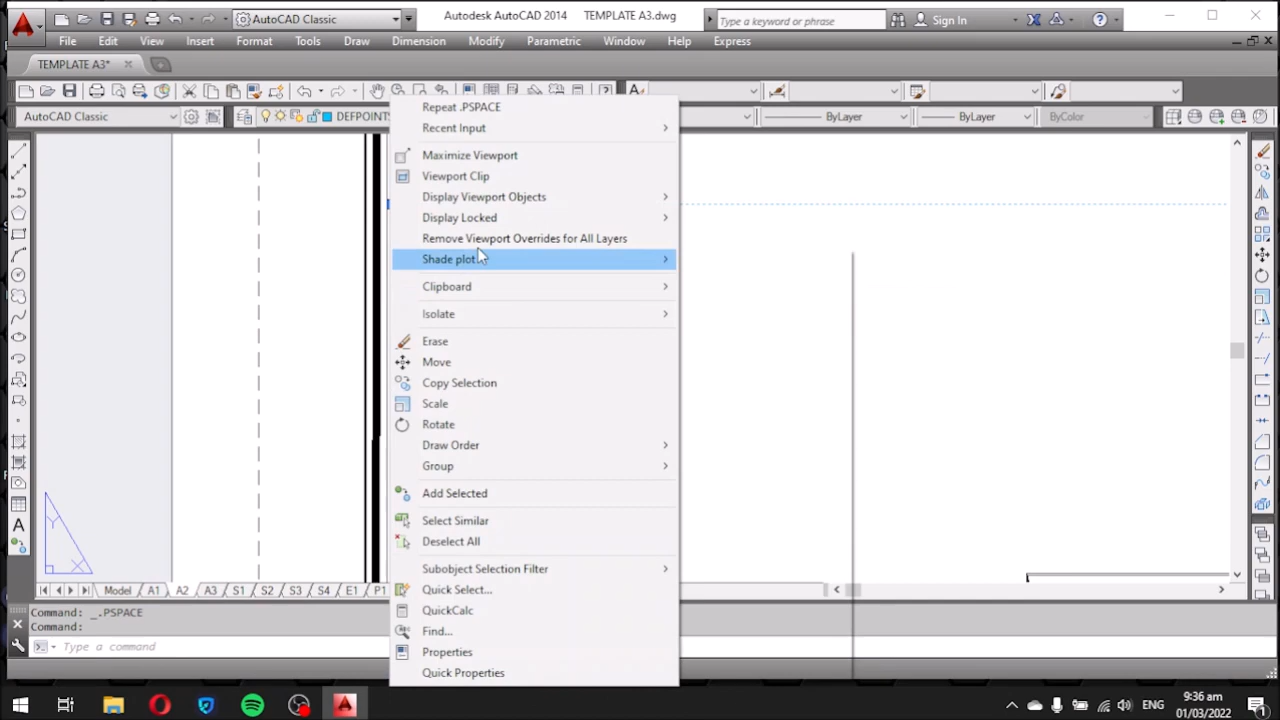 AutoCAD Classic
Autodesk AutoCAD 2014 TEMPLATE A3.dwg
Type a keyword or phrase
Sign In
File Edit View Insert Format Tools Draw Dimension Modify Parametric Window Help Express
TEMPLATE A3*
AutoCAD Classic
DEFPOINTS
ByLayer
ByLayer
ByColor
Repeat .PSPACE
Recent Input
Maximize Viewport
Viewport Clip
Display Viewport Objects
Display Locked
Remove Viewport Overrides for All Layers
Shade plot
Clipboard
Isolate
Erase
Move
Copy Selection
Scale
Rotate
Draw Order
Group
Add Selected
Select Similar
Deselect All
Subobject Selection Filter
Quick Select...
QuickCalc
Find...
Properties
Quick Properties
Y
X
Model A1 A2 A3 S1 S2 S3 S4 E1 P1
Command: _.PSPACE
Command:
Type a command
ENG
9:36 am
01/03/2022
1